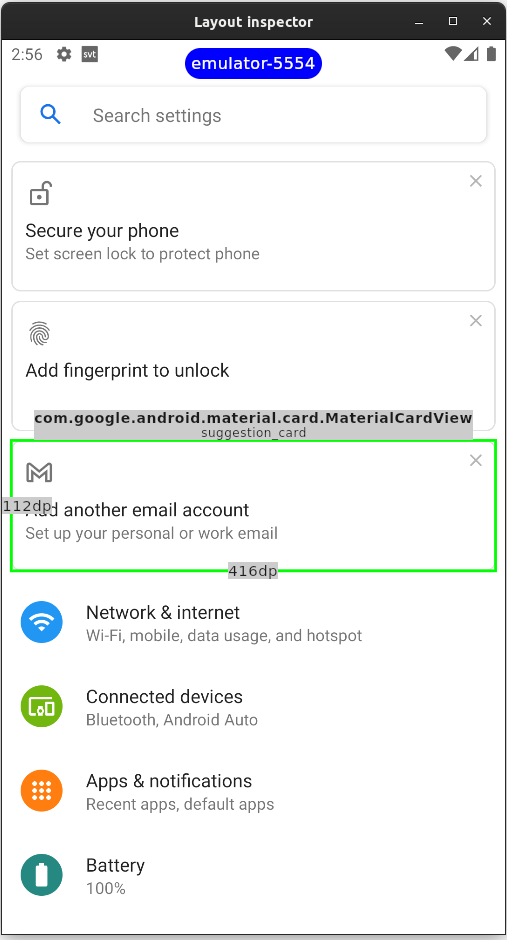 Layout inspector
2:56
svt
emulator-5554
Search settings
Secure your phone
Set screen lock to protect phone
Add fingerprint to unlock
com.google.android.material.card.MaterialCardView
suggestion_card
112dp
Add another email account
Set up your personal or work email
416dp
Network & internet
Wi-Fi, mobile, data usage, and hotspot
Connected devices
Bluetooth, Android Auto
Apps & notifications
Recent apps, default apps
Battery
100%